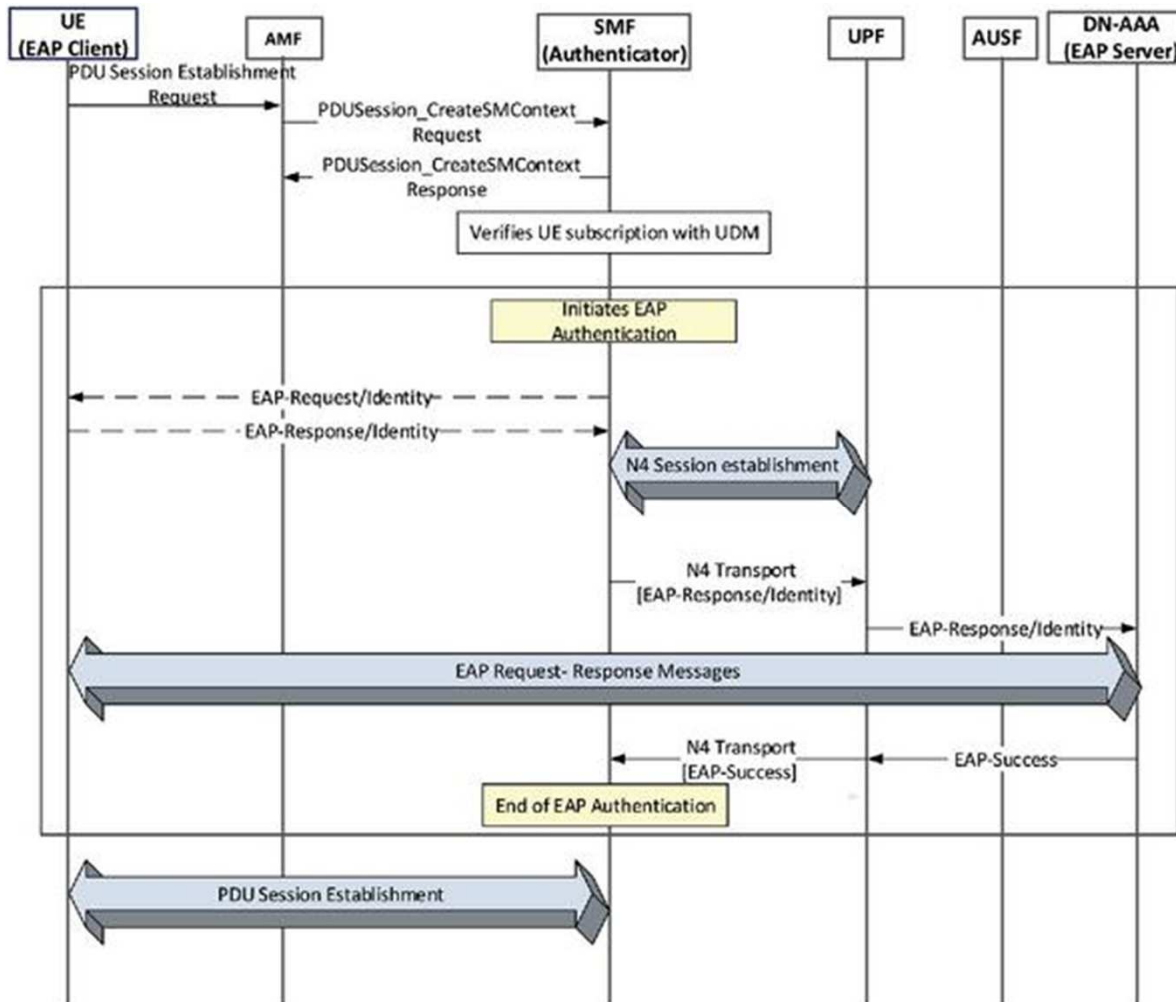 UE
(EAP Client)
AMF
SMF
(Authenticator)
UPF
AUSF
DN-AAA
(EAP Server)
PDU Session Establishment
Request
PDUSession_CreateSMContext
Request
PDUSession_CreateSMContext
Response
Verifies UE subscription with UDM
Initiates EAP
Authentication
EAP-Request/Identity
EAP-Response/Identity
N4 Session establishment
N4 Transport
[EAP-Response/Identity]
EAP-Response/Identity
EAP Request- Response Messages
N4 Transport
[EAP-Success]
EAP-Success
End of EAP Authentication
PDU Session Establishment